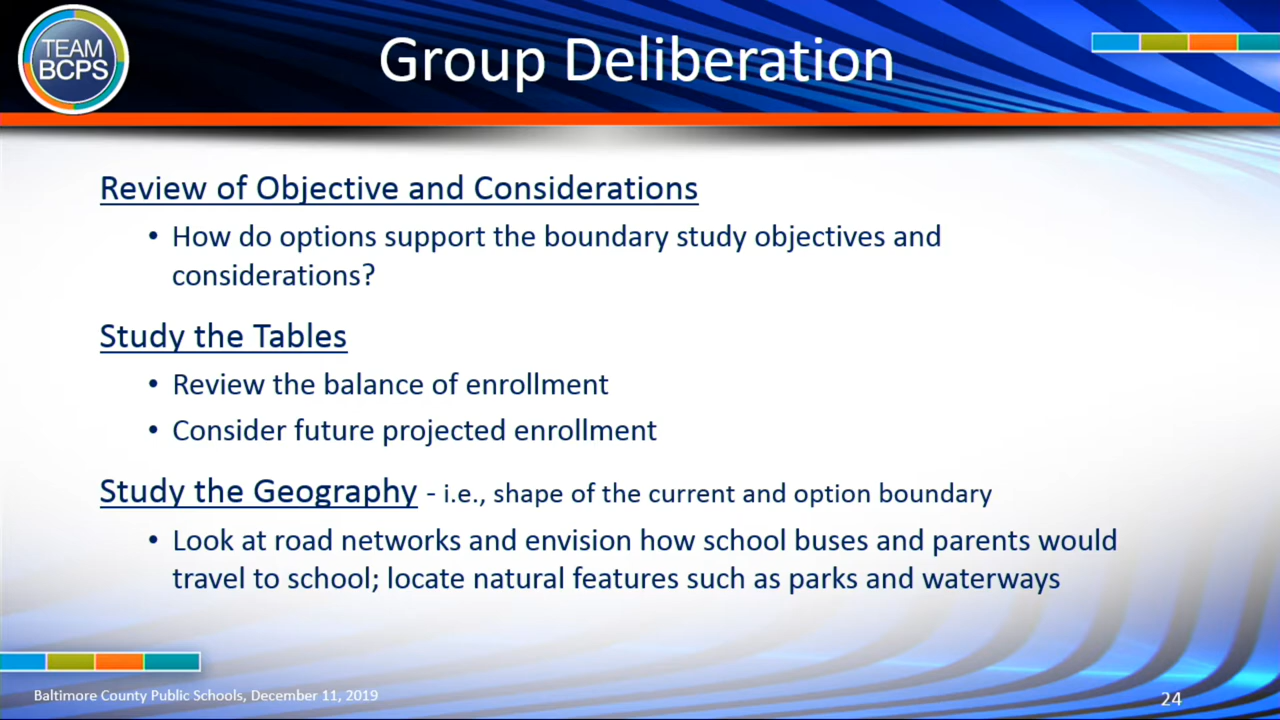 TEAM
BCPS
Group Deliberation
Review of Objective and Considerations
• How do options support the boundary study objectives and
considerations?
Study the Tables
• Review the balance of enrollment
• Consider future projected enrollment
Study the Geography - i.e., shape of the current and option boundary
• Look at road networks and envision how school buses and parents would
travel to school; locate natural features such as parks and waterways
Baltimore County Public Schools, December 11, 2019
24